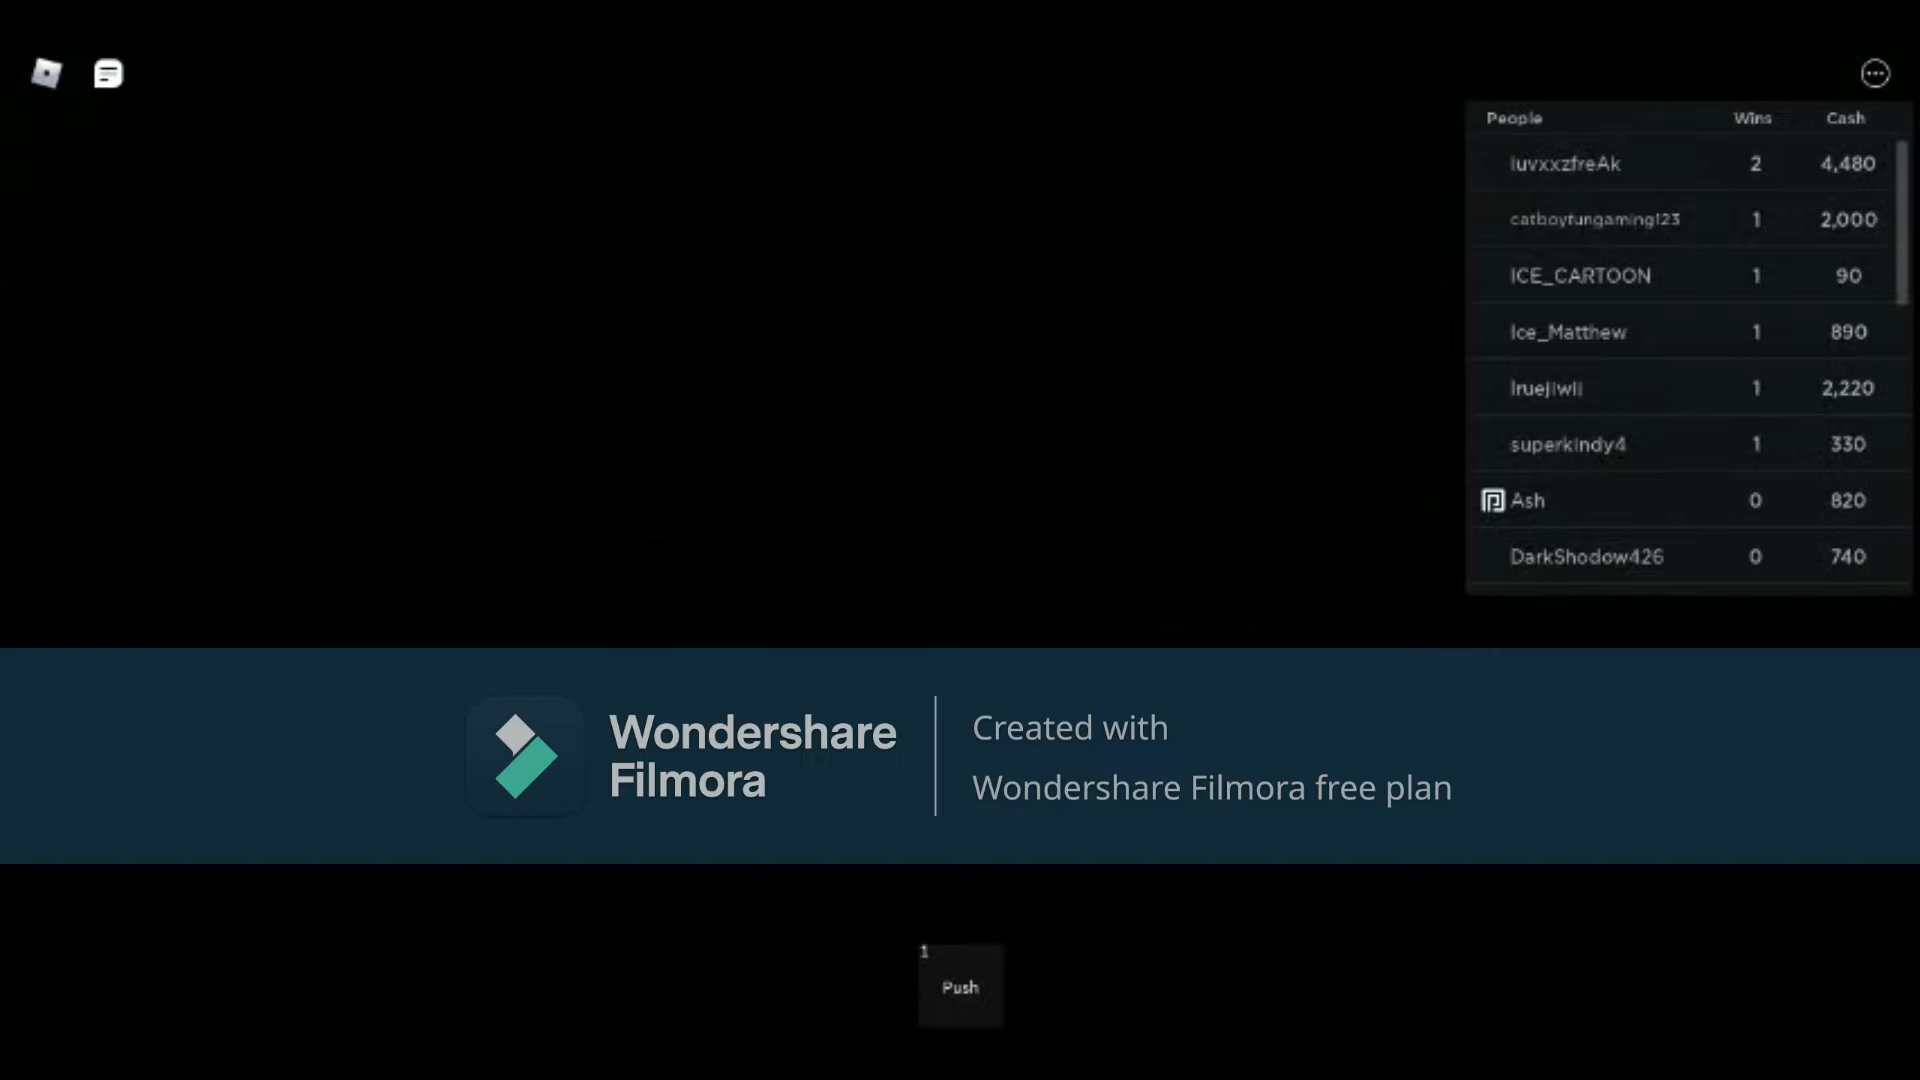 People Wins Cash
luvxxzfreAk 2 4,480
catboyfungaming123 1 2,000
ICE_CARTOON 1 90
Ice_Matthew 1 890
1 2,220
superkindy4 1 330
Ash 0 820
DarkShodow426 0 740
Wondershare
Filmora
Created with
Wondershare Filmora free plan
1
Push